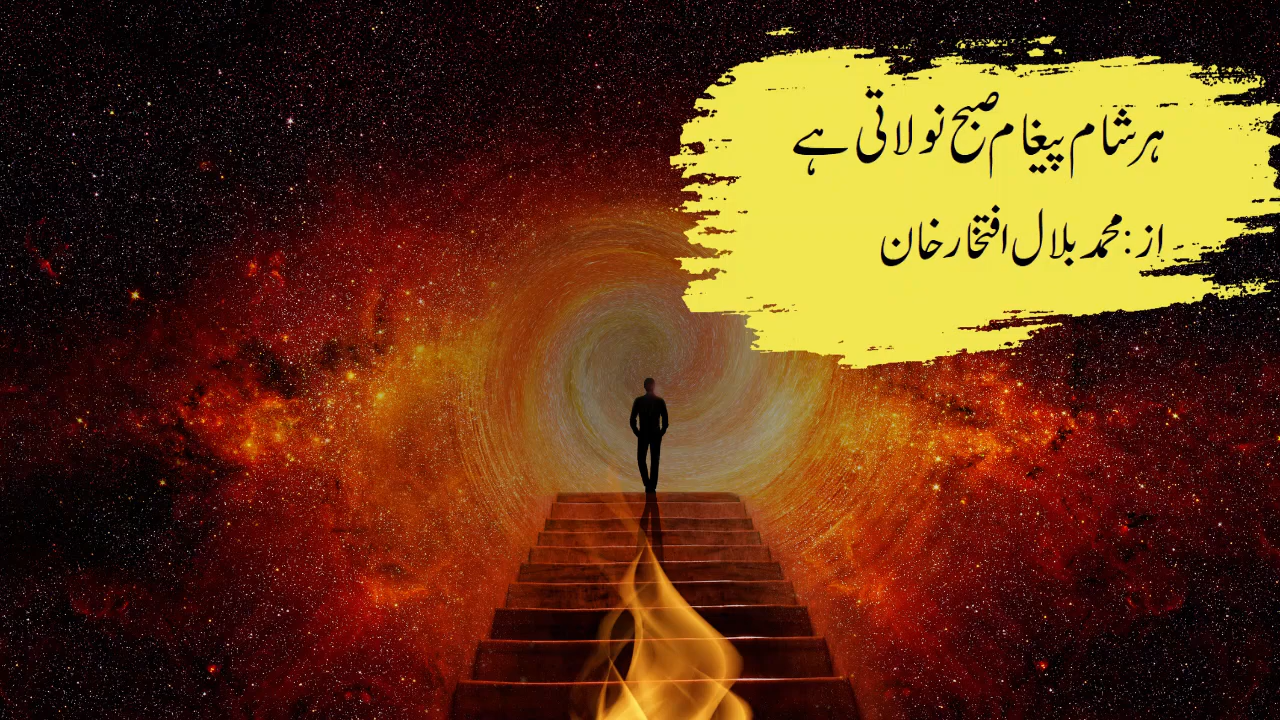 ہر شام پیغام صبح نو لاتی ہے
از: محمد بلال افتخار خان